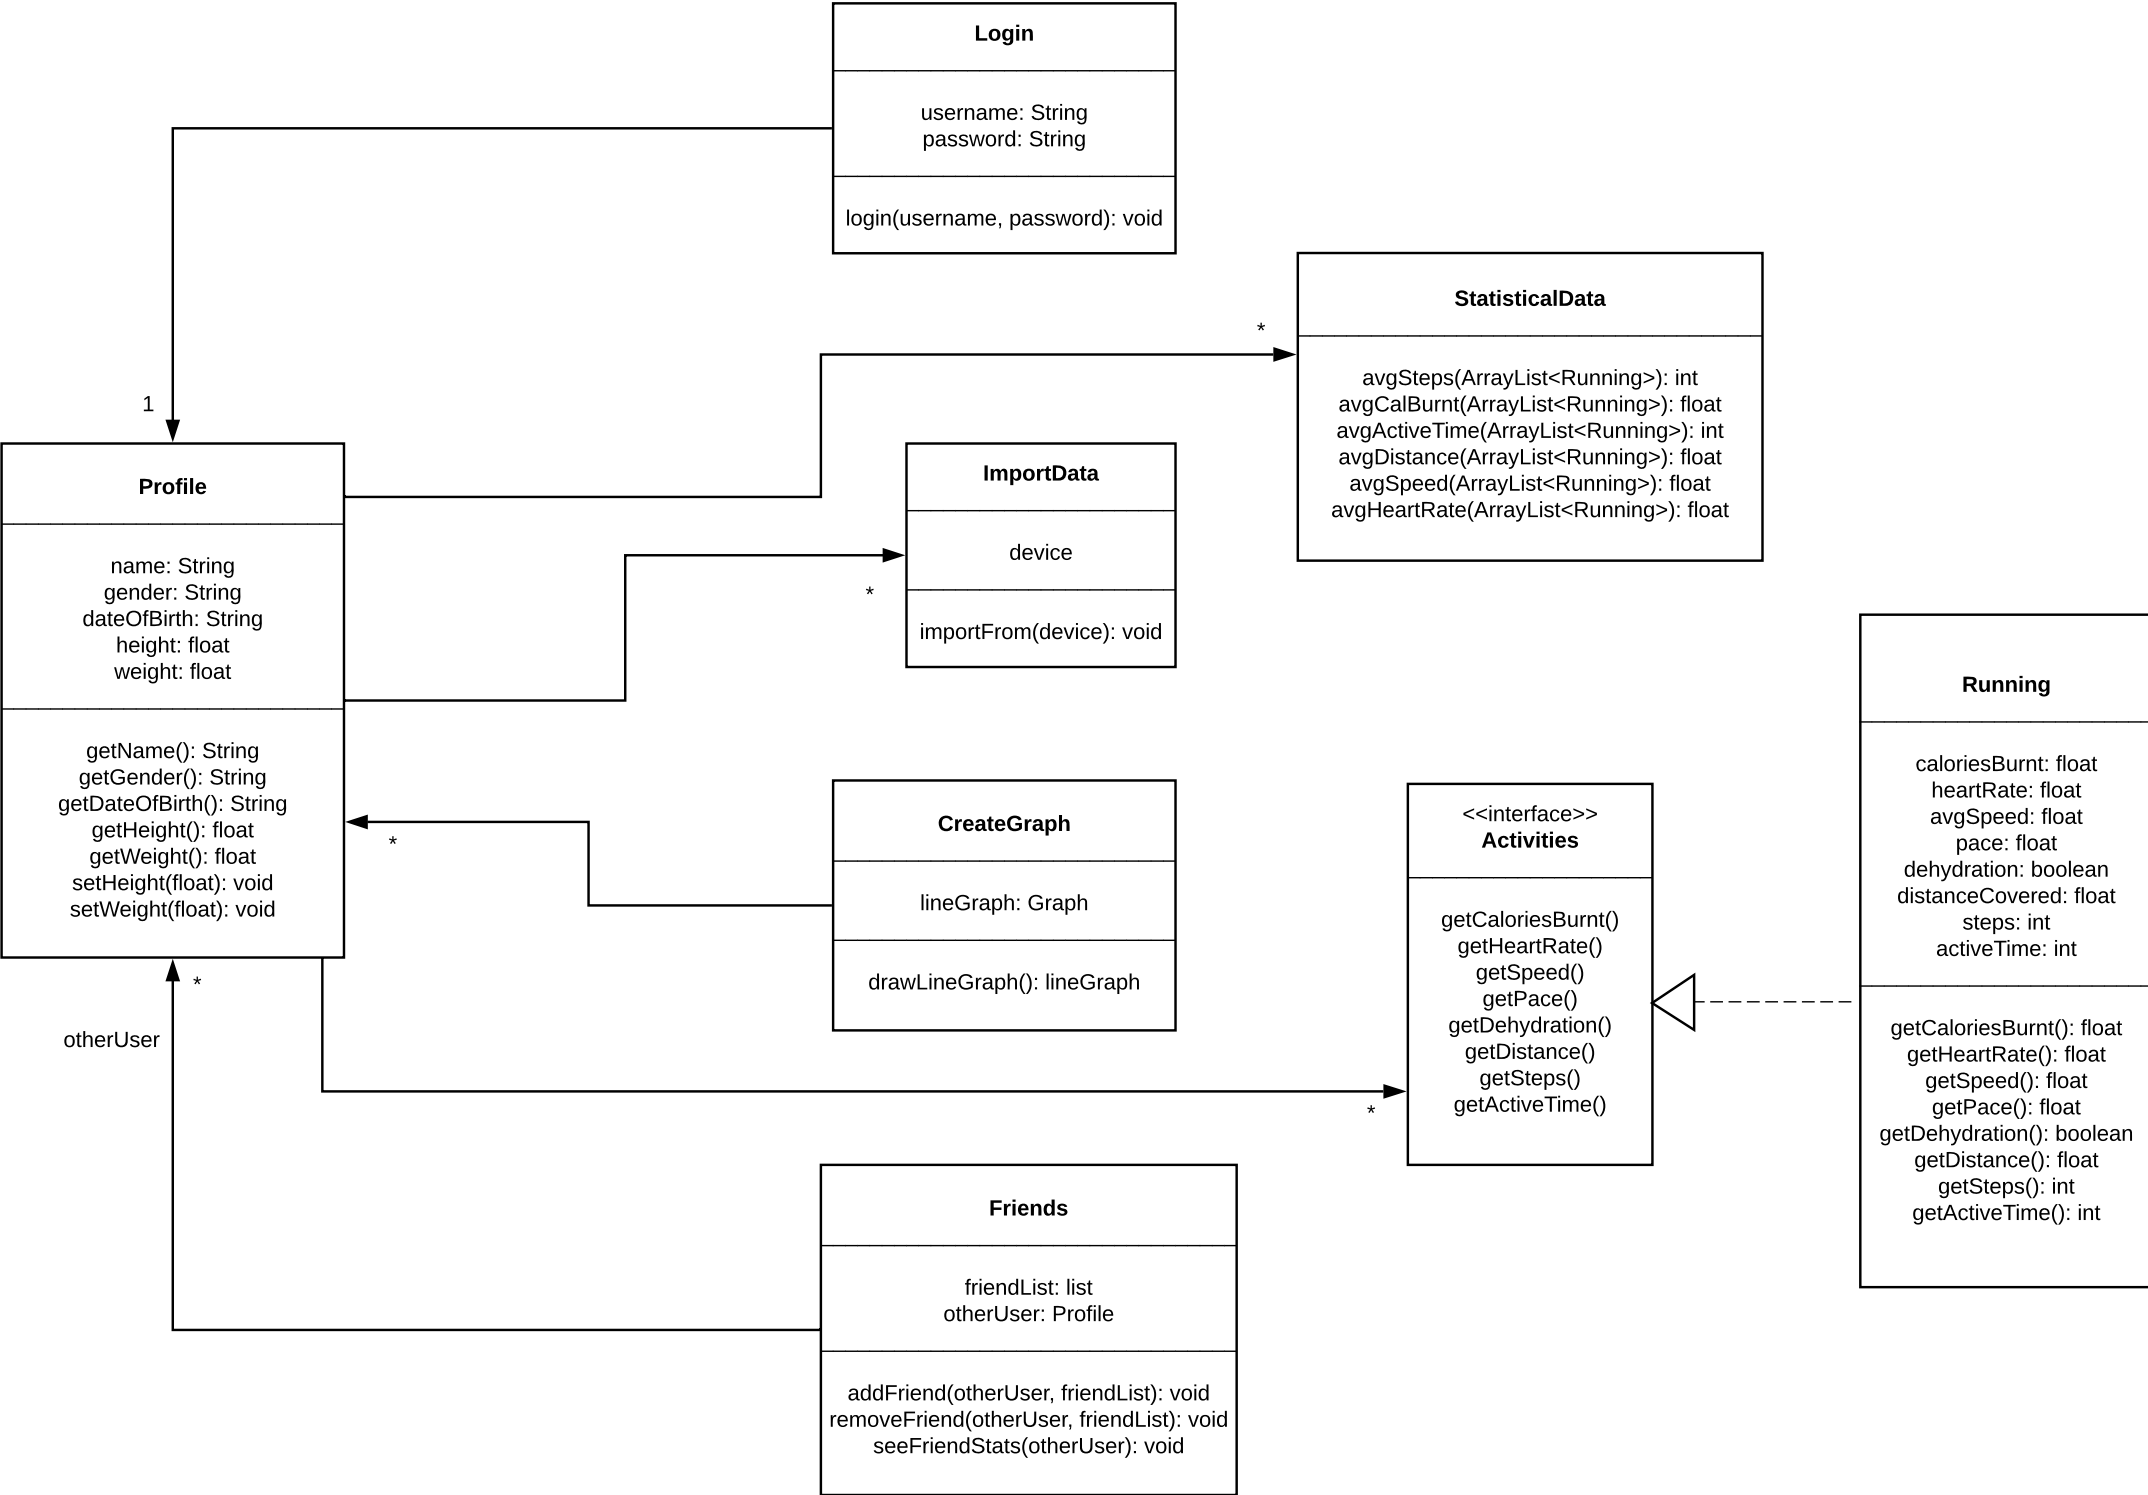 Login
username: String
password: String
login(username, password): void
StatisticalData
avgSteps(ArrayList<Running>): int
avgCalBurnt(ArrayList<Running>): float
avgActiveTime(ArrayList<Running>): int
avgDistance(ArrayList<Running>): float
avgSpeed(ArrayList<Running>): float
avgHeartRate(ArrayList<Running>): float
*
1
Profile
name: String
gender: String
dateOfBirth: String
height: float
weight: float
getName(): String
getGender(): String
getDateOfBirth(): String
getHeight(): float
getWeight(): float
setHeight(float): void
setWeight(float): void
ImportData
device
importFrom(device): void
*
CreateGraph
lineGraph: Graph
drawLineGraph(): lineGraph
*
<<interface>>
Activities
getCaloriesBurnt()
getHeartRate()
getSpeed()
getPace()
getDehydration()
getDistance()
getSteps()
getActiveTime()
*
Running
caloriesBurnt: float
heartRate: float
avgSpeed: float
pace: float
dehydration: boolean
distanceCovered: float
steps: int
activeTime: int
getCaloriesBurnt(): float
getHeartRate(): float
getSpeed(): float
getPace(): float
getDehydration(): boolean
getDistance(): float
getSteps(): int
getActiveTime(): int
*
otherUser
Friends
friendList: list
otherUser: Profile
addFriend(otherUser, friendList): void
removeFriend(otherUser, friendList): void
seeFriendStats(otherUser): void